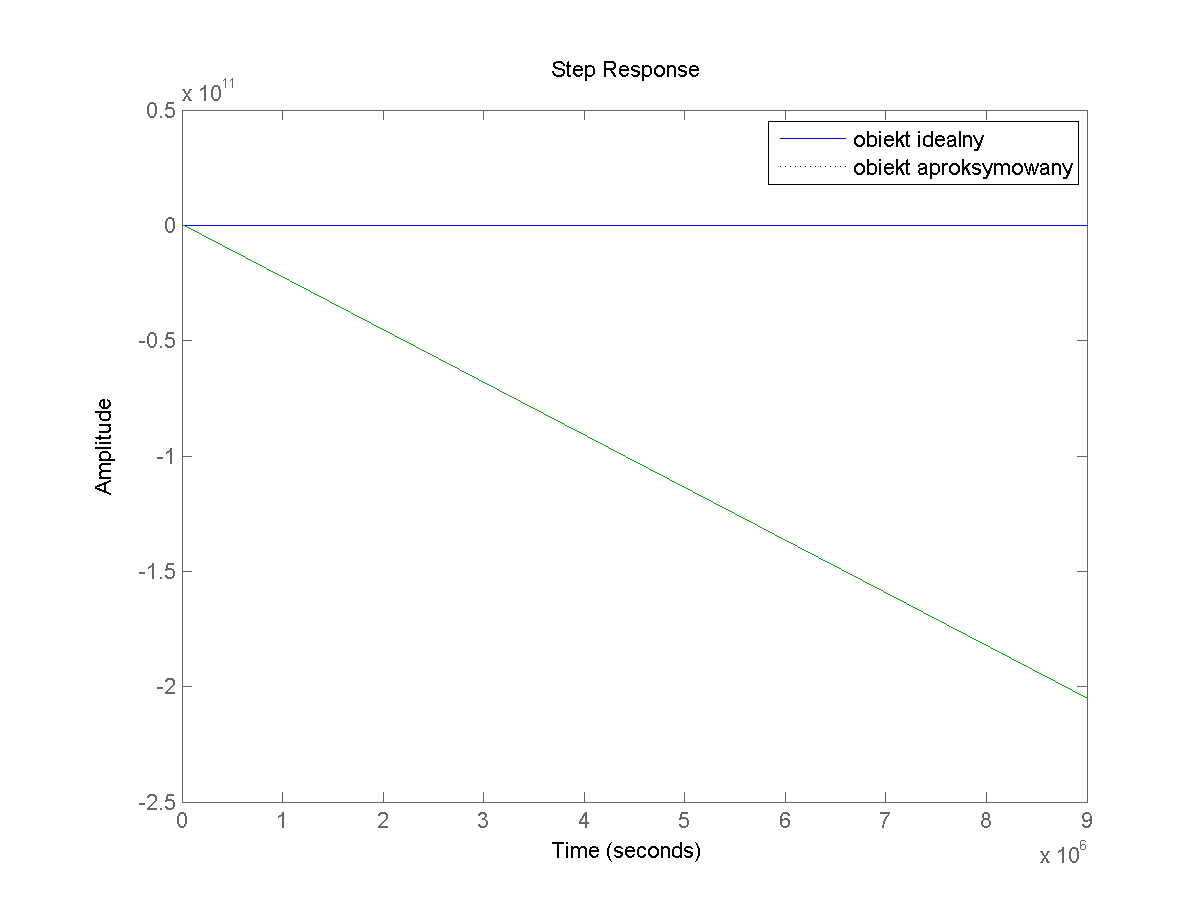 Step Response
x 10^11
obiekt idealny
obiekt aproksymowany
0.5
0
-0.5
-1
-1.5
-2
-2.5
Amplitude
0 1 2 3 4 5 6 7 8 9
Time (seconds)
x 10^6